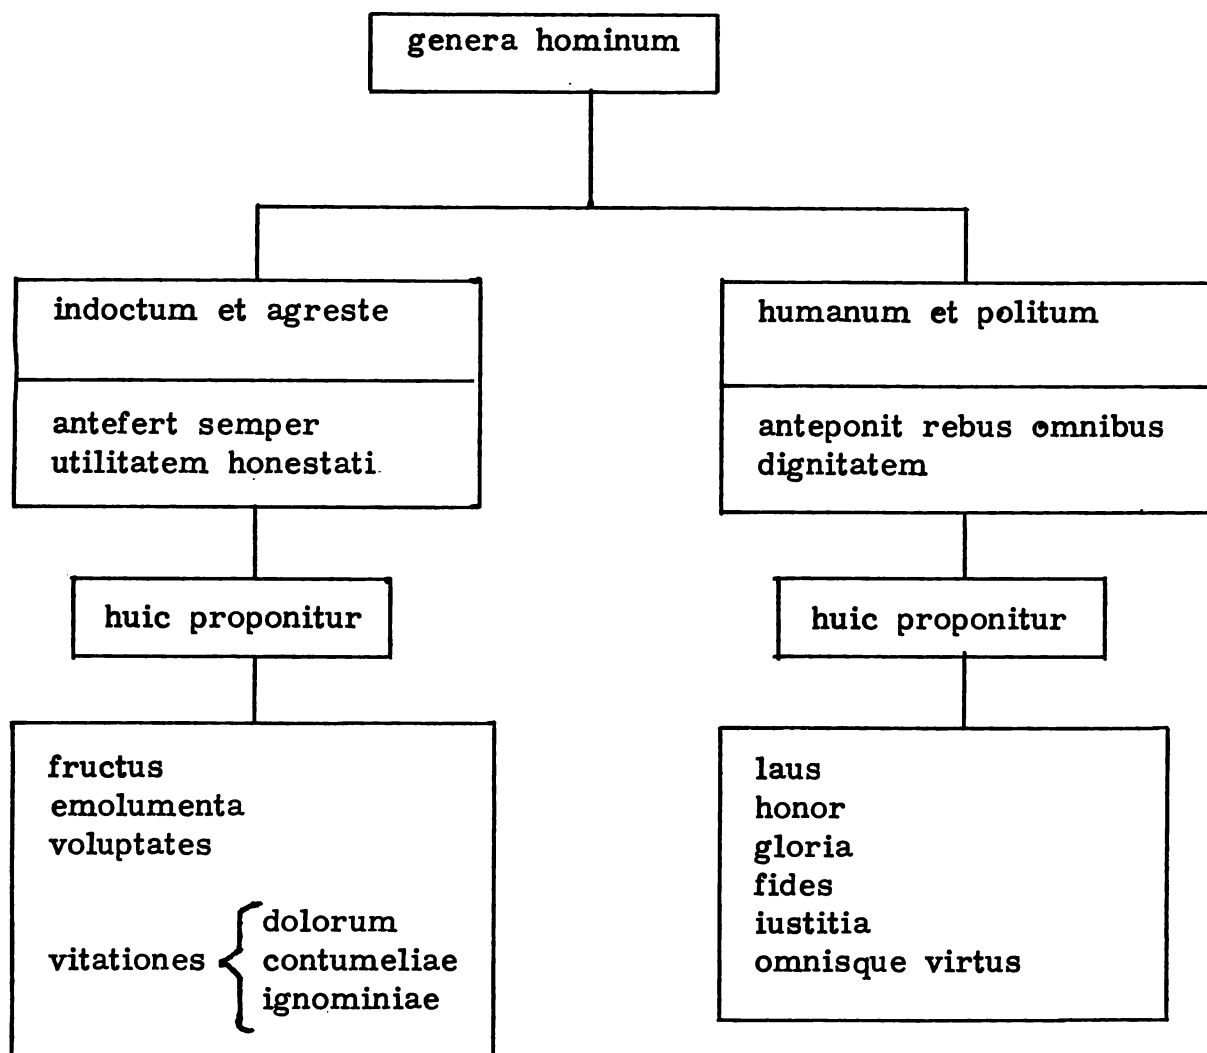 genera hominum
indoctum et agreste
antefert semper
utilitatem honestati
huic proponitur
fructus
emolumenta
voluptates
vitationes
dolorum
contumeliae
ignominiae
humanum et politum
anteponit rebus omnibus
dignitatem
huic proponitur
laus
honor
gloria
fides
iustitia
omnisque virtus